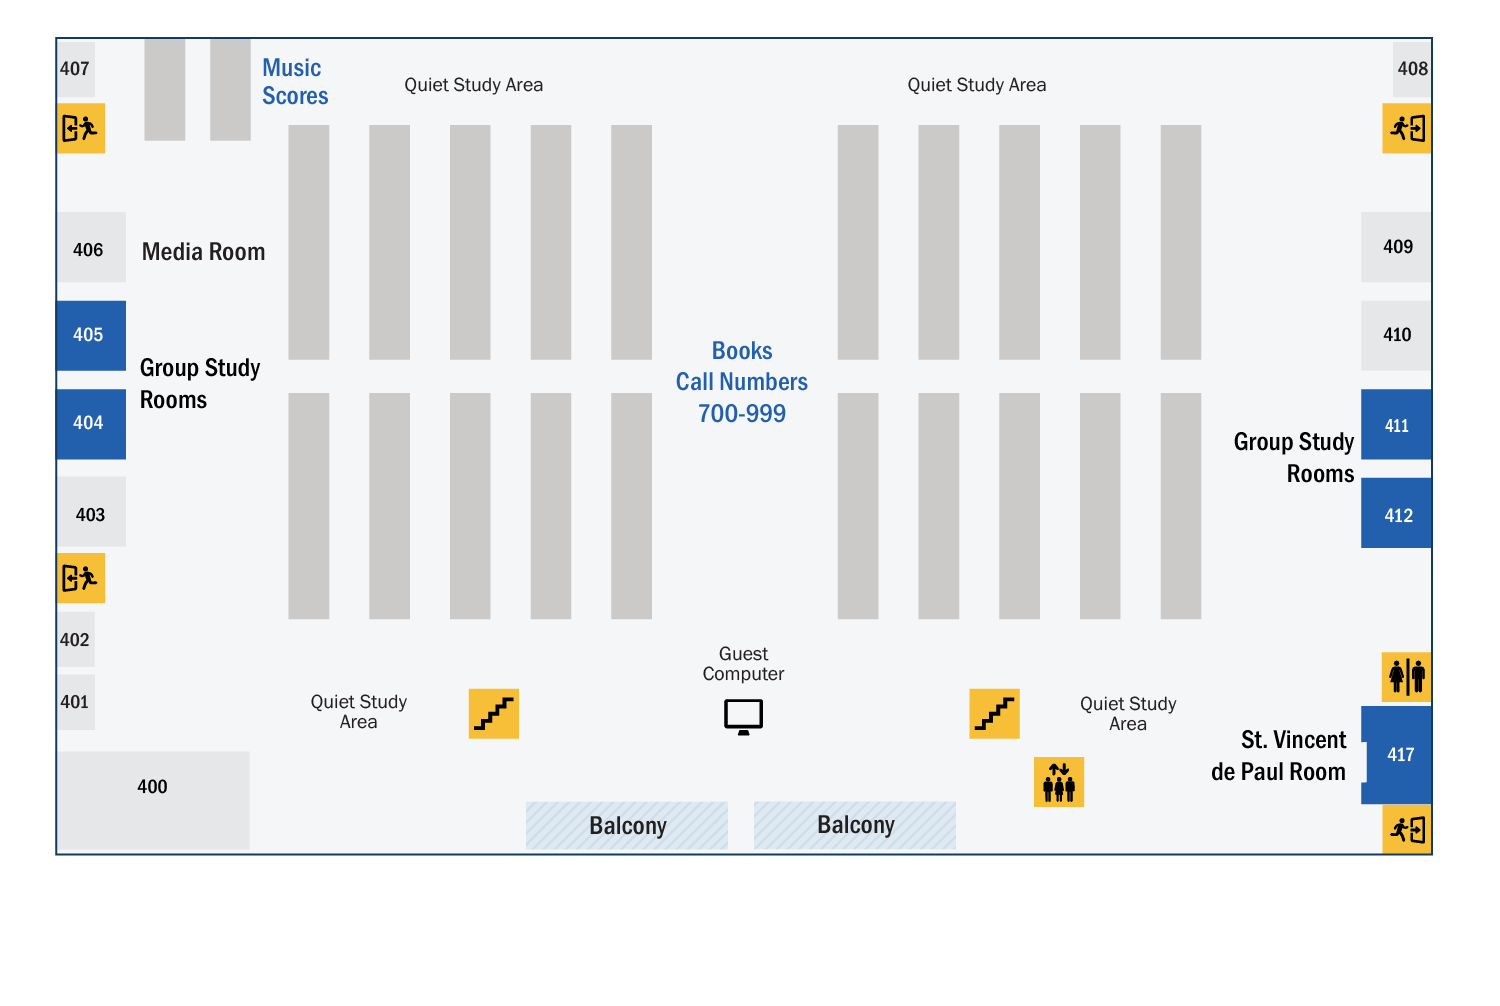 407
Music
Scores
Quiet Study Area
Quiet Study Area
408
406
Media Room
409
405
Group Study
Rooms
404
403
Books
Call Numbers
700-999
410
411
Group Study
Rooms
412
402
401
Quiet Study
Area
Guest
Computer
Quiet Study
Area
St. Vincent
de Paul Room
417
400
Balcony
Balcony